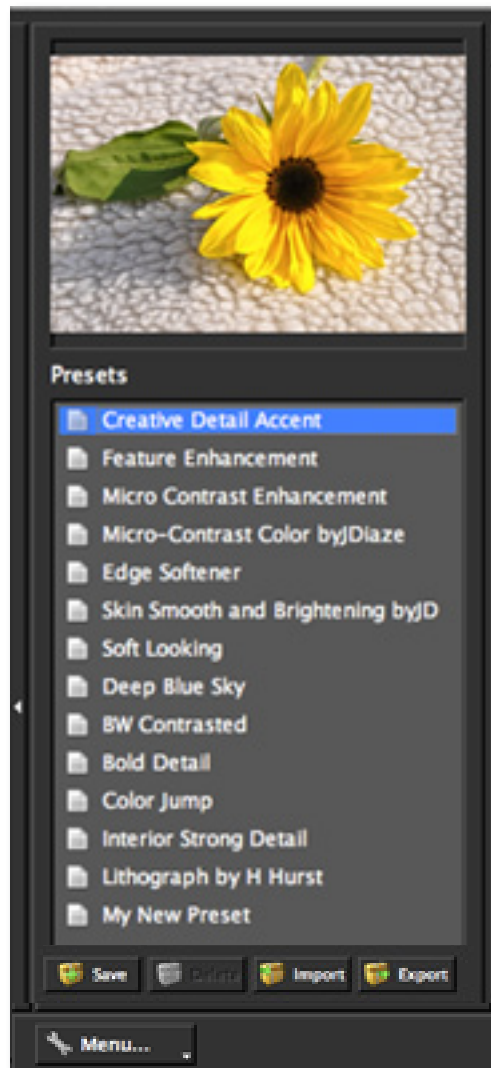 Presets
Creative Detail Accent
Feature Enhancement
Micro Contrast Enhancement
Micro-Contrast Color byJDiaze
Edge Softener
Skin Smooth and Brightening byJD
Soft Looking
Deep Blue Sky
BW Contrasted
Bold Detail
Color Jump
Interior Strong Detail
Lithograph by H Hurst
My New Preset
Save Delete Import Export
Menu...